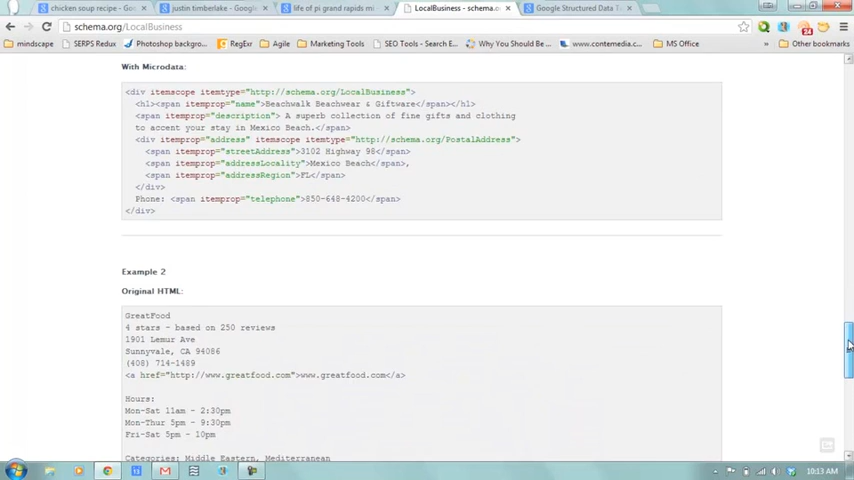 chicken soup recipe - Goo
justin timberlake - Google
life of pi grand rapids mi
LocalBusiness - schema.o
Google Structured Data T
schema.org/LocalBusiness
mindscape
SERPS Redux
Photoshop backgro...
RegExr
Agile
Marketing Tools
SEO Tools - Search E...
Why You Should Be...
www.contemedia.co...
MS Office
24
»
Other bookmarks
With Microdata:
<div itemscope itemtype="http://schema.org/LocalBusiness">
<h1><span itemprop="name">Beachwalk Beachwear & Giftware</span></h1>
<span itemprop="description"> A superb collection of fine gifts and clothing
to accent your stay in Mexico Beach.</span>
<div itemprop="address" itemscope itemtype="http://schema.org/PostalAddress">
<span itemprop="streetAddress">3102 Highway 98</span>
<span itemprop="addressLocality">Mexico Beach</span>,
<span itemprop="addressRegion">FL</span>
</div>
Phone: <span itemprop="telephone">850-648-4200</span>
</div>
Example 2
Original HTML:
GreatFood
4 stars - based on 250 reviews
1901 Lemur Ave
Sunnyvale, CA 94086
(408) 714-1489
<a href="http://www.greatfood.com">www.greatfood.com</a>
Hours:
Mon-Sat 11am - 2:30pm
Mon-Thur 5pm - 9:30pm
Fri-Sat 5pm - 10pm
Categories: Middle Eastern, Mediterranean
10:13 AM